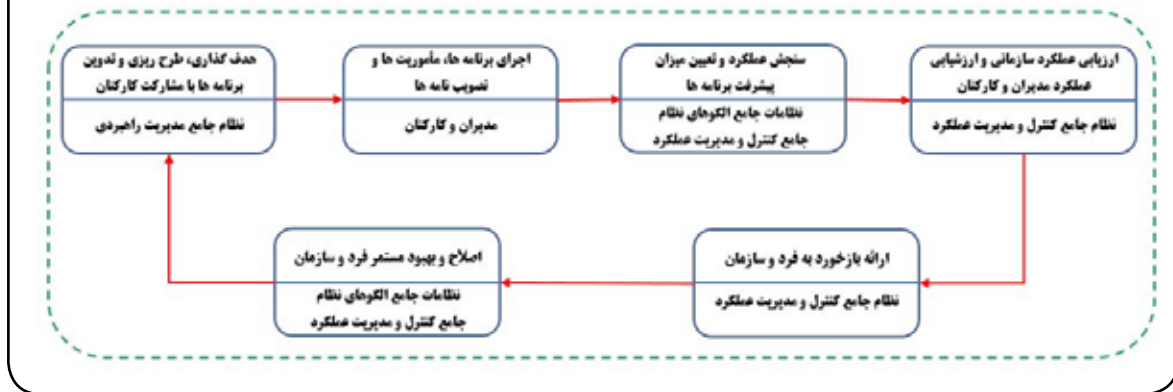 هدف گذاری، طرح ریزی و تدوین
برنامه ها با مشارکت کارکنان
نظام جامع مدیریت راهبردی
اجرای برنامه ها، مأموریت ها و
تصویب نامه ها
مدیران و کارکنان
سنجش عملکرد و تعیین میزان
پیشرفت برنامه ها
نظامات جامع الگوهای نظام
جامع کنترل و مدیریت عملکرد
ارزیابی عملکرد سازمانی و ارزشیابی
عملکرد مدیران و کارکنان
نظام جامع کنترل و مدیریت عملکرد
ارائه بازخورد به فرد و سازمان
نظام جامع کنترل و مدیریت عملکرد
اصلاح و بهبود مستمر فرد و سازمان
نظامات جامع الگوهای نظام
جامع کنترل و مدیریت عملکرد